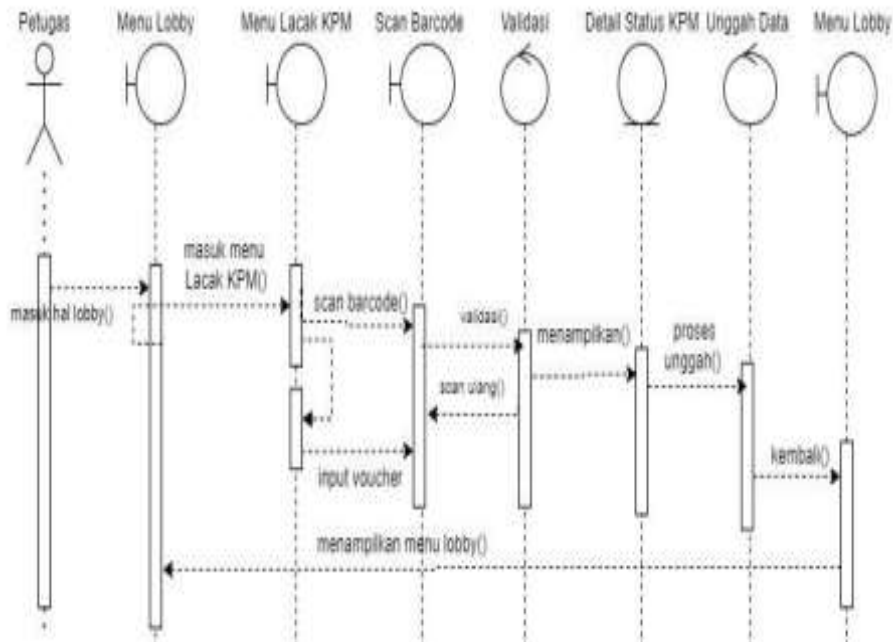 Petugas
Menu Lobby
Menu Lacak KPM
Scan Barcode
Validasi
Detail Status KPM
Unggah Data
Menu Lobby
masuk hal lobby()
masuk menu
Lacak KPM()
scan barcode()
validasi()
menampilkan()
proses
unggah()
scan ulang()
input voucher
kembali()
menampilkan menu lobby()